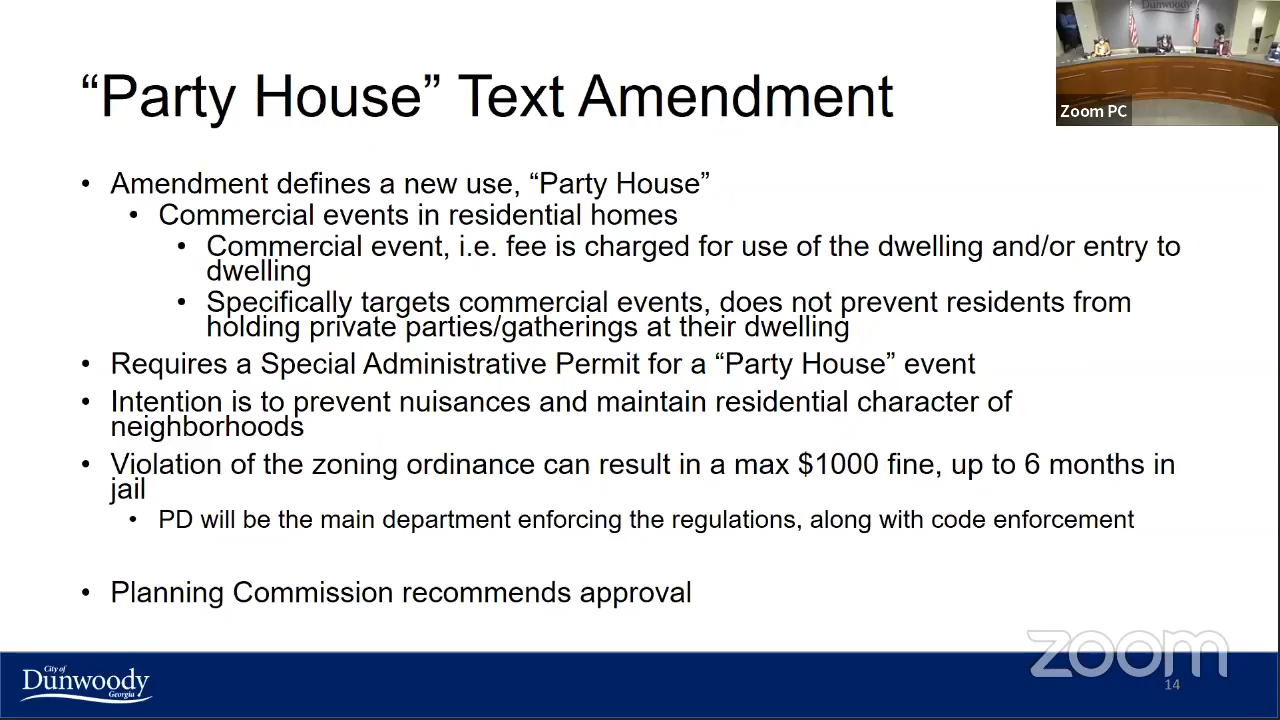 Dunwoody
Zoom PC
“Party House” Text Amendment
• Amendment defines a new use, “Party House”
• Commercial events in residential homes
• Commercial event, i.e. fee is charged for use of the dwelling and/or entry to
dwelling
• Specifically targets commercial events, does not prevent residents from
holding private parties/gatherings at their dwelling
• Requires a Special Administrative Permit for a “Party House” event
• Intention is to prevent nuisances and maintain residential character of
neighborhoods
• Violation of the zoning ordinance can result in a max $1000 fine, up to 6 months in
jail
• PD will be the main department enforcing the regulations, along with code enforcement
• Planning Commission recommends approval
zoom
14
City of
Dunwoody
Georgia